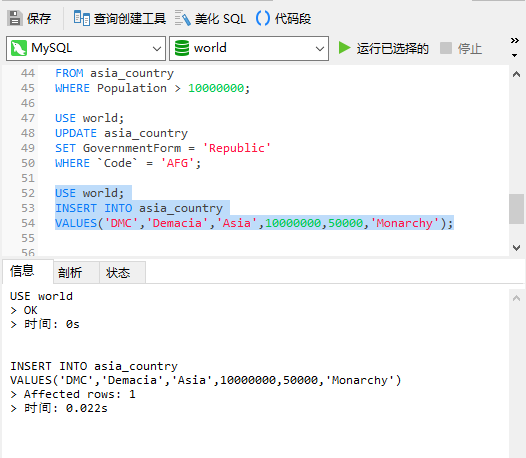 保存 查询创建工具 美化 SQL 代码段
MySQL world 运行已选择的 停止
44 FROM asia_country
45 WHERE Population > 10000000;
46
47 USE world;
48 UPDATE asia_country
49 SET GovernmentForm = 'Republic'
50 WHERE `Code` = 'AFG';
51
52 USE world;
53 INSERT INTO asia_country
54 VALUES('DMC','Demacia','Asia',10000000,50000,'Monarchy');
55
56
信息 剖析 状态
USE world
> OK
> 时间: 0s
INSERT INTO asia_country
VALUES('DMC','Demacia','Asia',10000000,50000,'Monarchy')
> Affected rows: 1
> 时间: 0.022s